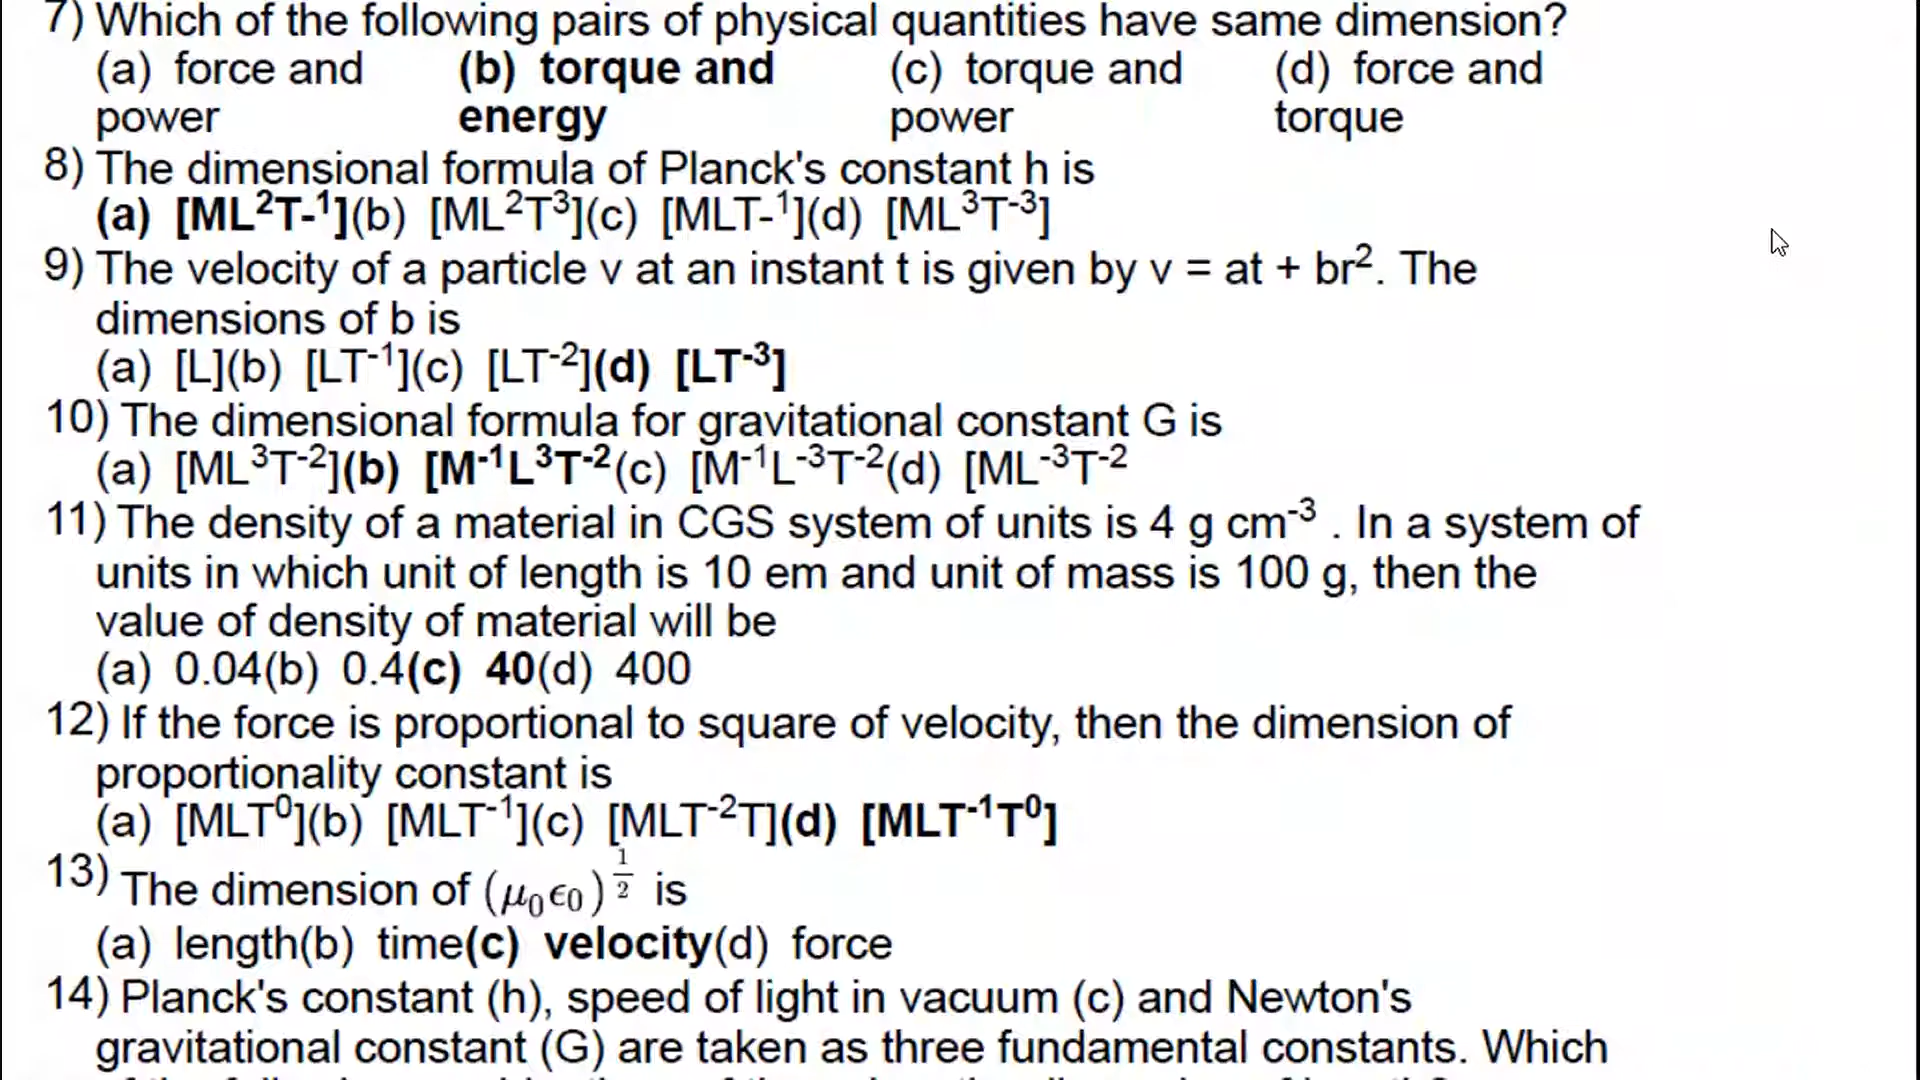 7) Which of the following pairs of physical quantities have same dimension?
(a) force and power (b) torque and energy (c) torque and power (d) force and torque
8) The dimensional formula of Planck's constant h is
(a) [ML²T-¹](b) [ML²T³](c) [MLT-¹](d) [ML³T⁻³]
9) The velocity of a particle v at an instant t is given by v = at + br². The
dimensions of b is
(a) [L](b) [LT⁻¹](c) [LT⁻²](d) [LT⁻³]
10) The dimensional formula for gravitational constant G is
(a) [ML³T⁻²](b) [M⁻¹L³T⁻²(c) [M⁻¹L⁻³T⁻²(d) [ML⁻³T⁻²
11) The density of a material in CGS system of units is 4 g cm⁻³ . In a system of
units in which unit of length is 10 em and unit of mass is 100 g, then the
value of density of material will be
(a) 0.04(b) 0.4(c) 40(d) 400
12) If the force is proportional to square of velocity, then the dimension of
proportionality constant is
(a) [MLT⁰](b) [MLT⁻¹](c) [MLT⁻²T](d) [MLT⁻¹T⁰]
13) The dimension of (μ₀ϵ₀)^(1/2) is
(a) length(b) time(c) velocity(d) force
14) Planck's constant (h), speed of light in vacuum (c) and Newton's
gravitational constant (G) are taken as three fundamental constants. Which